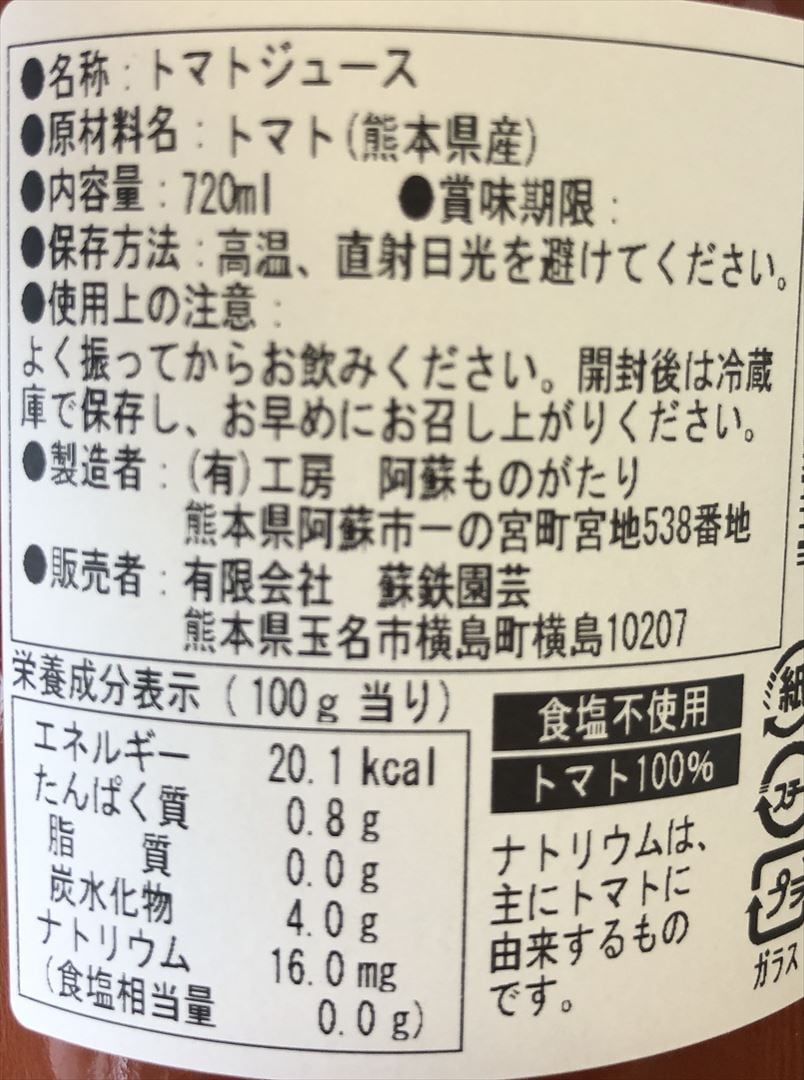 ●名称:トマトジュース
●原材料名:トマト(熊本県産)
●内容量:720ml ●賞味期限:
●保存方法:高温、直射日光を避けてください。
●使用上の注意:
よく振ってからお飲みください。開封後は冷蔵
庫で保存し、お早めにお召し上がりください。
●製造者:(有)工房 阿蘇ものがたり
熊本県阿蘇市一の宮町宮地538番地
●販売者:有限会社 蘇鉄園芸
熊本県玉名市横島町横島10207
栄養成分表示(100g当り)
エネルギー 20.1kcal
たんぱく質 0.8g
脂質 0.0g
炭水化物 4.0g
ナトリウム 16.0mg
(食塩相当量 0.0g)
食塩不使用
トマト100%
ナトリウムは、
主にトマトに
由来するもの
です。
紙
プラ
ガラス